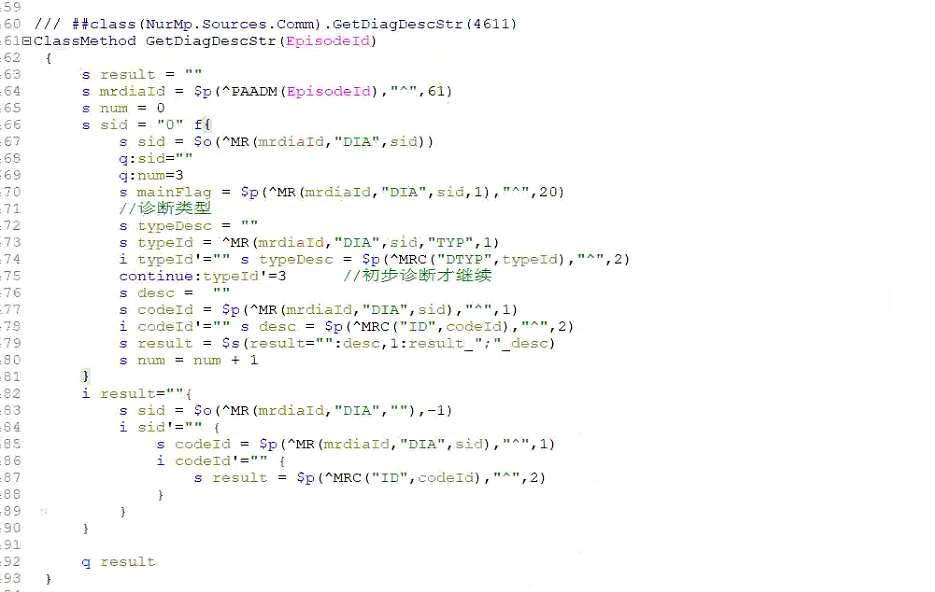 59
60 /// ##class(NurMp.Sources.Comm).GetDiagDescStr(4611)
61 ClassMethod GetDiagDescStr(EpisodeId)
62 {
63 s result = ""
64 s mrdiaId = $p(^PAADM(EpisodeId),"^",61)
65 s num = 0
66 s sid = "0" f{
67 s sid = $o(^MR(mrdiaId,"DIA",sid))
68 q:sid=""
69 q:num=3
70 s mainFlag = $p(^MR(mrdiaId,"DIA",sid,1),"^",20)
71 //诊断类型
72 s typeDesc = ""
73 s typeId = ^MR(mrdiaId,"DIA",sid,"TYP",1)
74 i typeId'="" s typeDesc = $p(^MRC("DTYP",typeId),"^",2)
75 continue:typeId'=3 //初步诊断才继续
76 s desc = ""
77 s codeId = $p(^MR(mrdiaId,"DIA",sid),"^",1)
78 i codeId'="" s desc = $p(^MRC("ID",codeId),"^",2)
79 s result = $s(result="":desc,1:result_";"_desc)
80 s num = num + 1
81 }
82 i result=""{
83 s sid = $o(^MR(mrdiaId,"DIA",""),-1)
84 i sid'="" {
85 s codeId = $p(^MR(mrdiaId,"DIA",sid),"^",1)
86 i codeId'="" {
87 s result = $p(^MRC("ID",codeId),"^",2)
88 }
89 }
90 }
91
92 q result
93 }